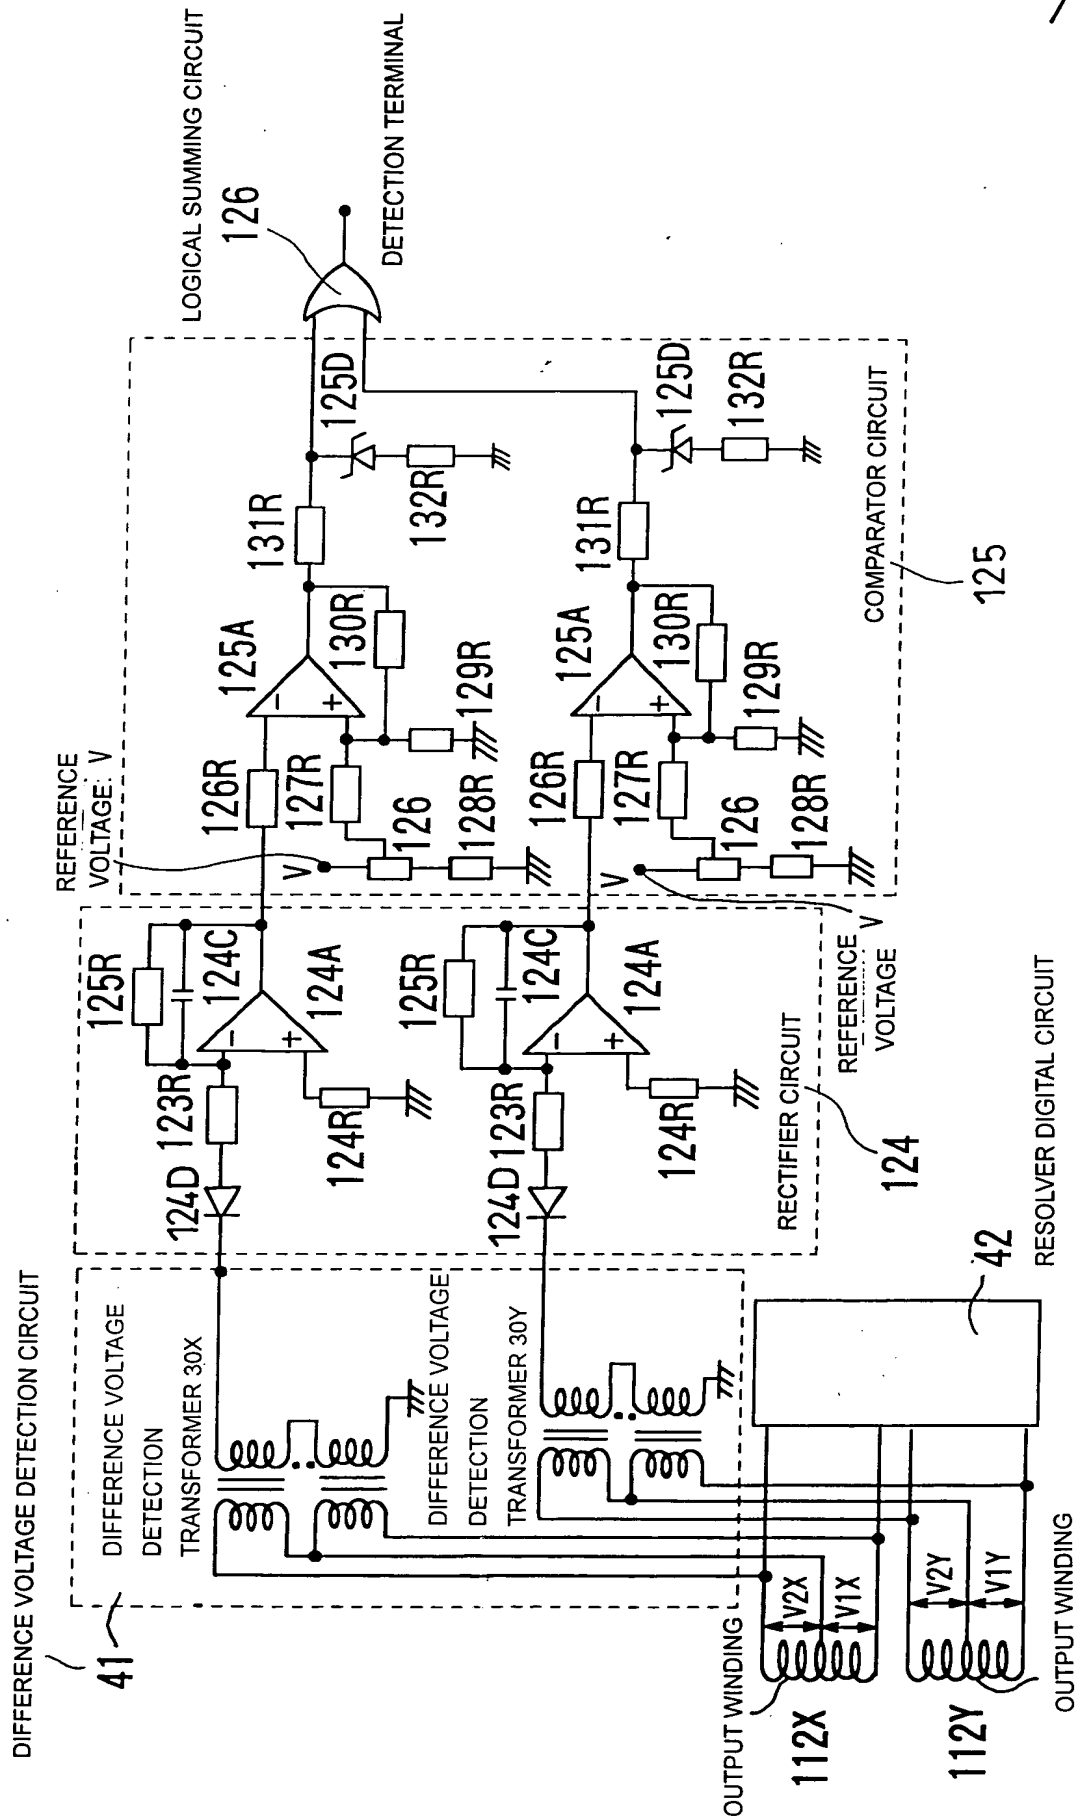 DIFFERENCE VOLTAGE DETECTION CIRCUIT
41
DIFFERENCE VOLTAGE
DETECTION
TRANSFORMER 30X
DIFFERENCE VOLTAGE
DETECTION
TRANSFORMER 30Y
OUTPUT WINDING
112X
V2X
V1X
112Y
V2Y
V1Y
OUTPUT WINDING
42
RESOLVER DIGITAL CIRCUIT
124D
123R
125R
124C
124A
-
+
124R
124D
123R
125R
124C
124A
-
+
124R
RECTIFIER CIRCUIT
124
REFERENCE
VOLTAGE: V
V
126R
125A
-
+
127R
126
128R
129R
130R
131R
125D
132R
REFERENCE
VOLTAGE V
V
126R
125A
-
+
127R
126
128R
129R
130R
131R
125D
132R
COMPARATOR CIRCUIT
125
LOGICAL SUMMING CIRCUIT
126
DETECTION TERMINAL